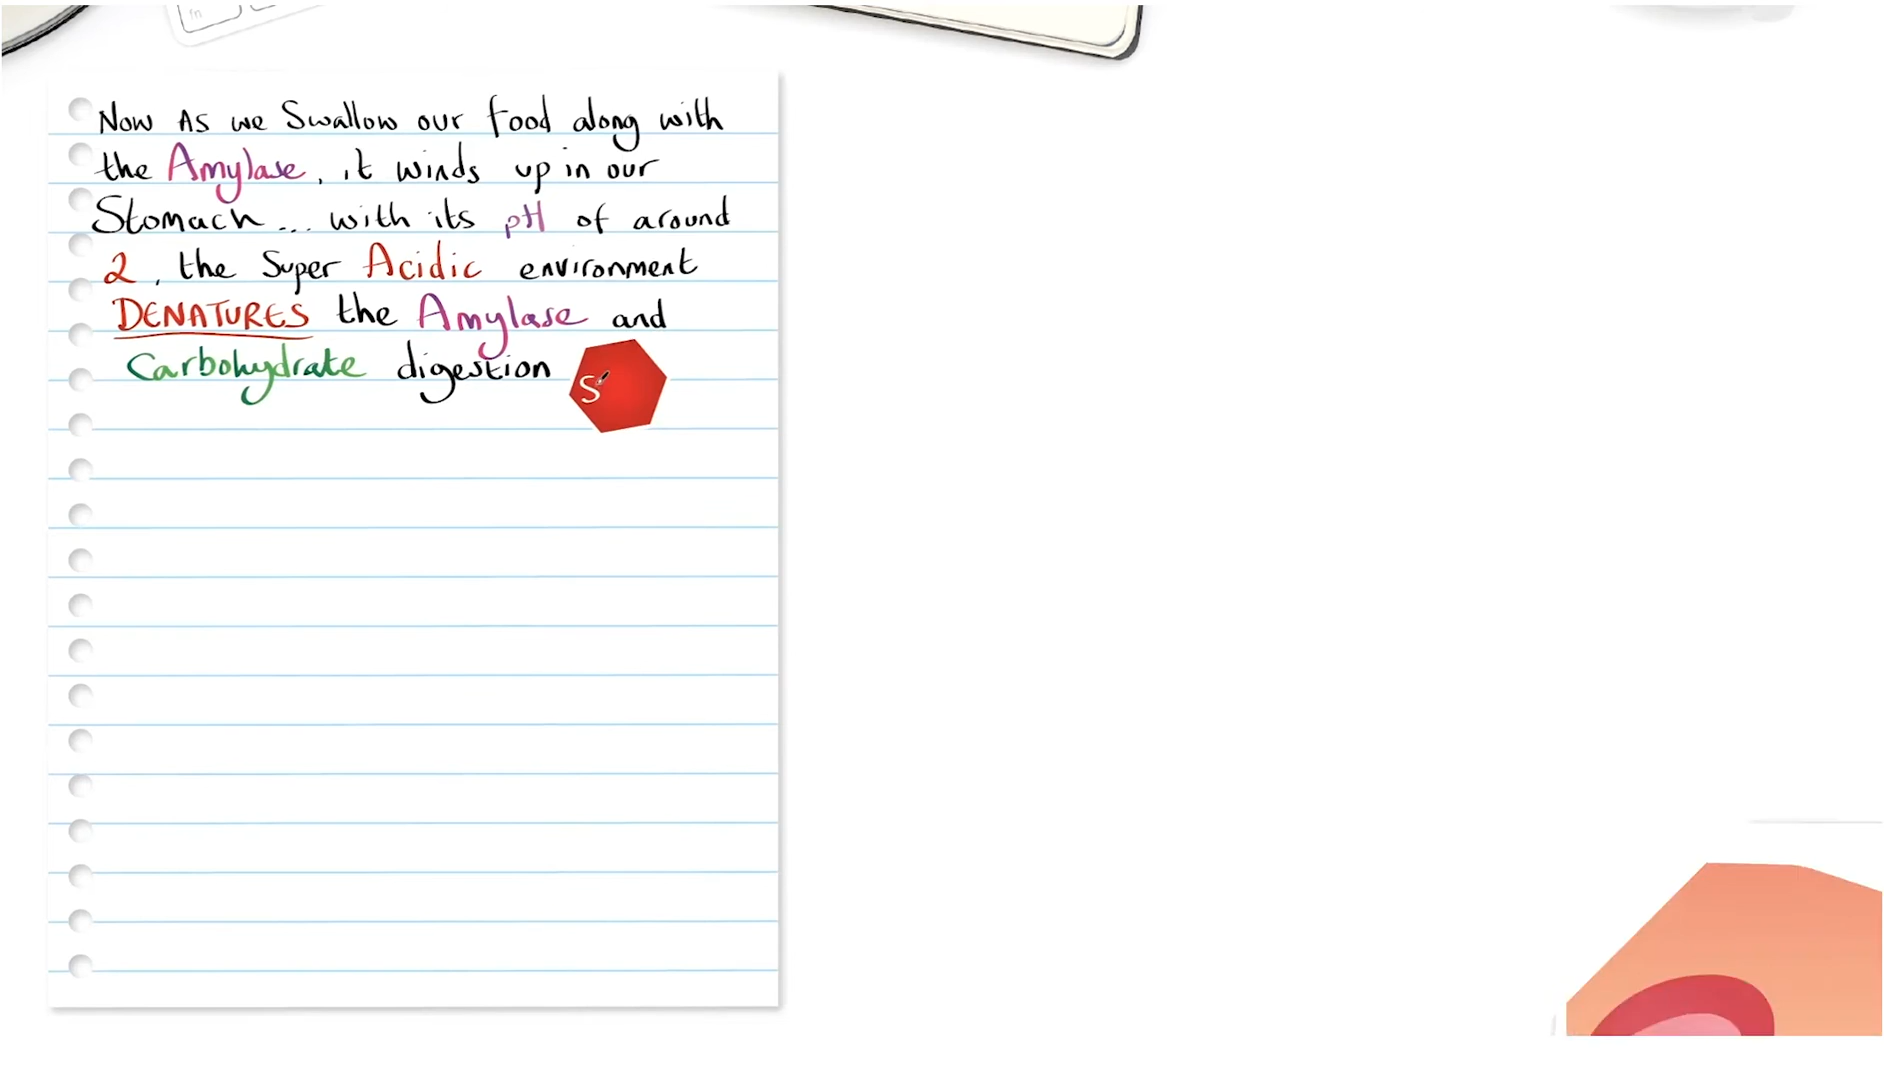 fn
Now As we Swallow our food along with
the Amylase, it winds up in our
Stomach... with its pH of around
2, the Super Acidic environment
DENATURES the Amylase and
Carbohydrate digestion S